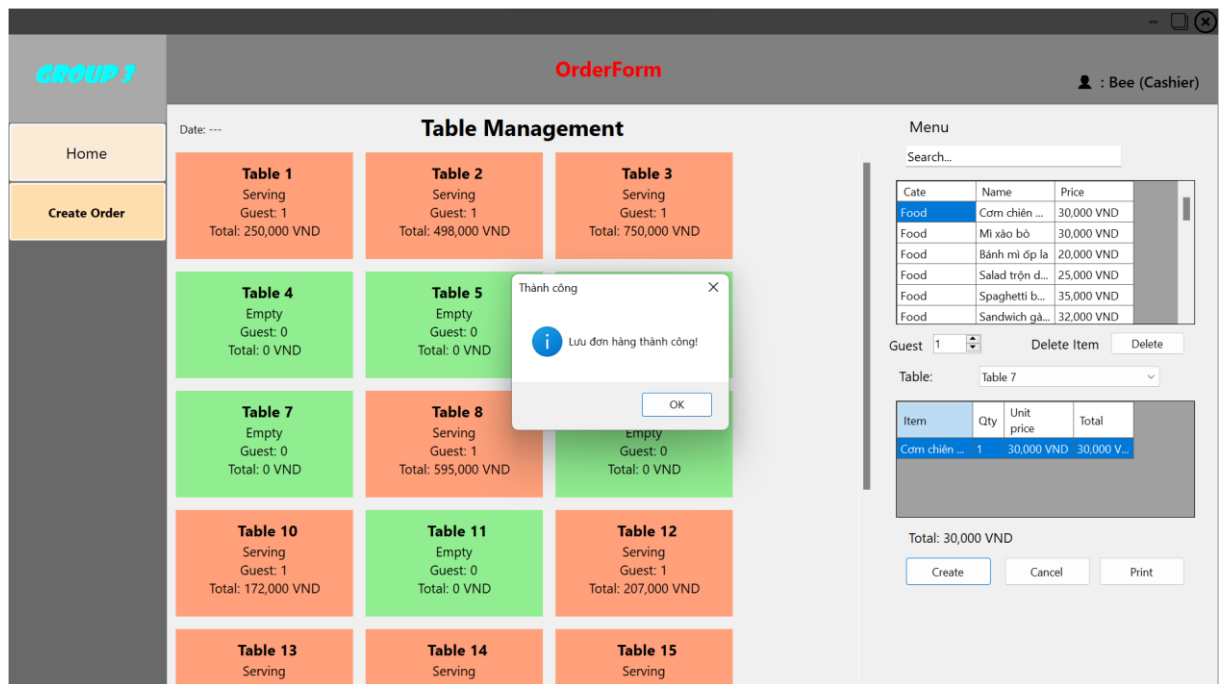 GROUP 3
OrderForm
: Bee (Cashier)
Home
Create Order
Date: ---
Table Management
Table 1
Serving
Guest: 1
Total: 250,000 VND
Table 2
Serving
Guest: 1
Total: 498,000 VND
Table 3
Serving
Guest: 1
Total: 750,000 VND
Table 4
Empty
Guest: 0
Total: 0 VND
Table 5
Empty
Guest: 0
Total: 0 VND
Thành công
Lưu đơn hàng thành công!
OK
Table 7
Empty
Guest: 0
Total: 0 VND
Table 8
Serving
Guest: 1
Total: 595,000 VND
Empty
Guest: 0
Total: 0 VND
Table 10
Serving
Guest: 1
Total: 172,000 VND
Table 11
Empty
Guest: 0
Total: 0 VND
Table 12
Serving
Guest: 1
Total: 207,000 VND
Table 13
Serving
Table 14
Serving
Table 15
Serving
Menu
Search...
Cate Name Price
Food Cơm chiên ... 30,000 VND
Food Mì xào bò 30,000 VND
Food Bánh mì ốp la 20,000 VND
Food Salad trộn d... 25,000 VND
Food Spaghetti b... 35,000 VND
Food Sandwich gà... 32,000 VND
Guest 1 Delete Item Delete
Table: Table 7
Item Qty Unit price Total
Cơm chiên ... 1 30,000 VND 30,000 V...
Total: 30,000 VND
Create Cancel Print